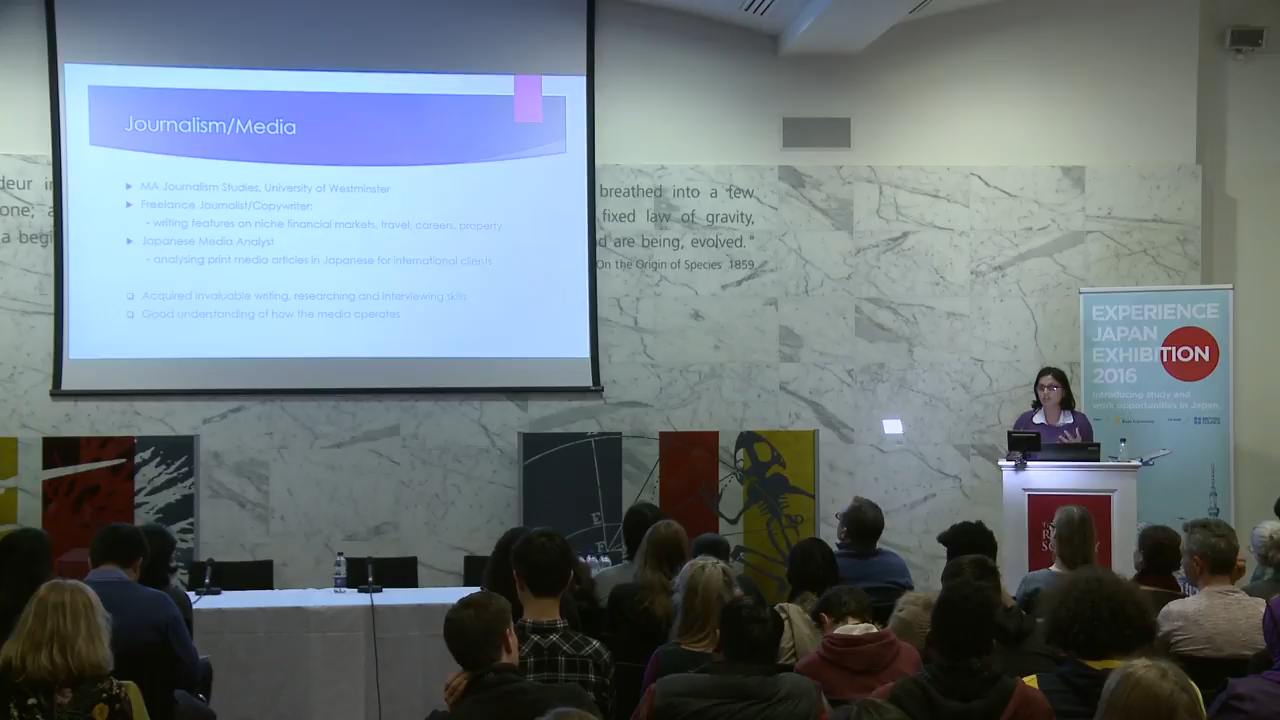 Journalism/Media
MA Journalism Studies, University of Westminster
Freelance Journalist/Copywriter:
- writing features on niche financial markets, travel, careers, property
Japanese Media Analyst
- analysing print media articles in Japanese for international clients
Acquired invaluable writing, researching and interviewing skills
Good understanding of how the media operates
breathed into a few
fixed law of gravity,
are being, evolved."
On the Origin of Species 1859
a begi
EXPERIENCE
JAPAN
EXHIBITION
2016
Introducing study and
work opportunities in Japan